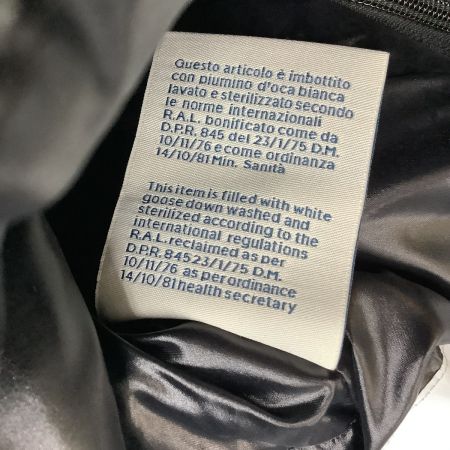 Questo articolo è imbottito
con piumino d'oca bianca
lavato e sterilizzato secondo
le norme internazionali
R.A.L. bonificato come da
D.P.R. 845 del 23/1/75 D.M.
10/11/76 e come ordinanza
14/10/81 Min. Sanità
This item is filled with white
goose down washed and
sterilized according to the
international regulations
R.A.L. reclaimed as per
D.P.R. 845 23/1/75 D.M.
10/11/76 as per ordinance
14/10/81 health secretary